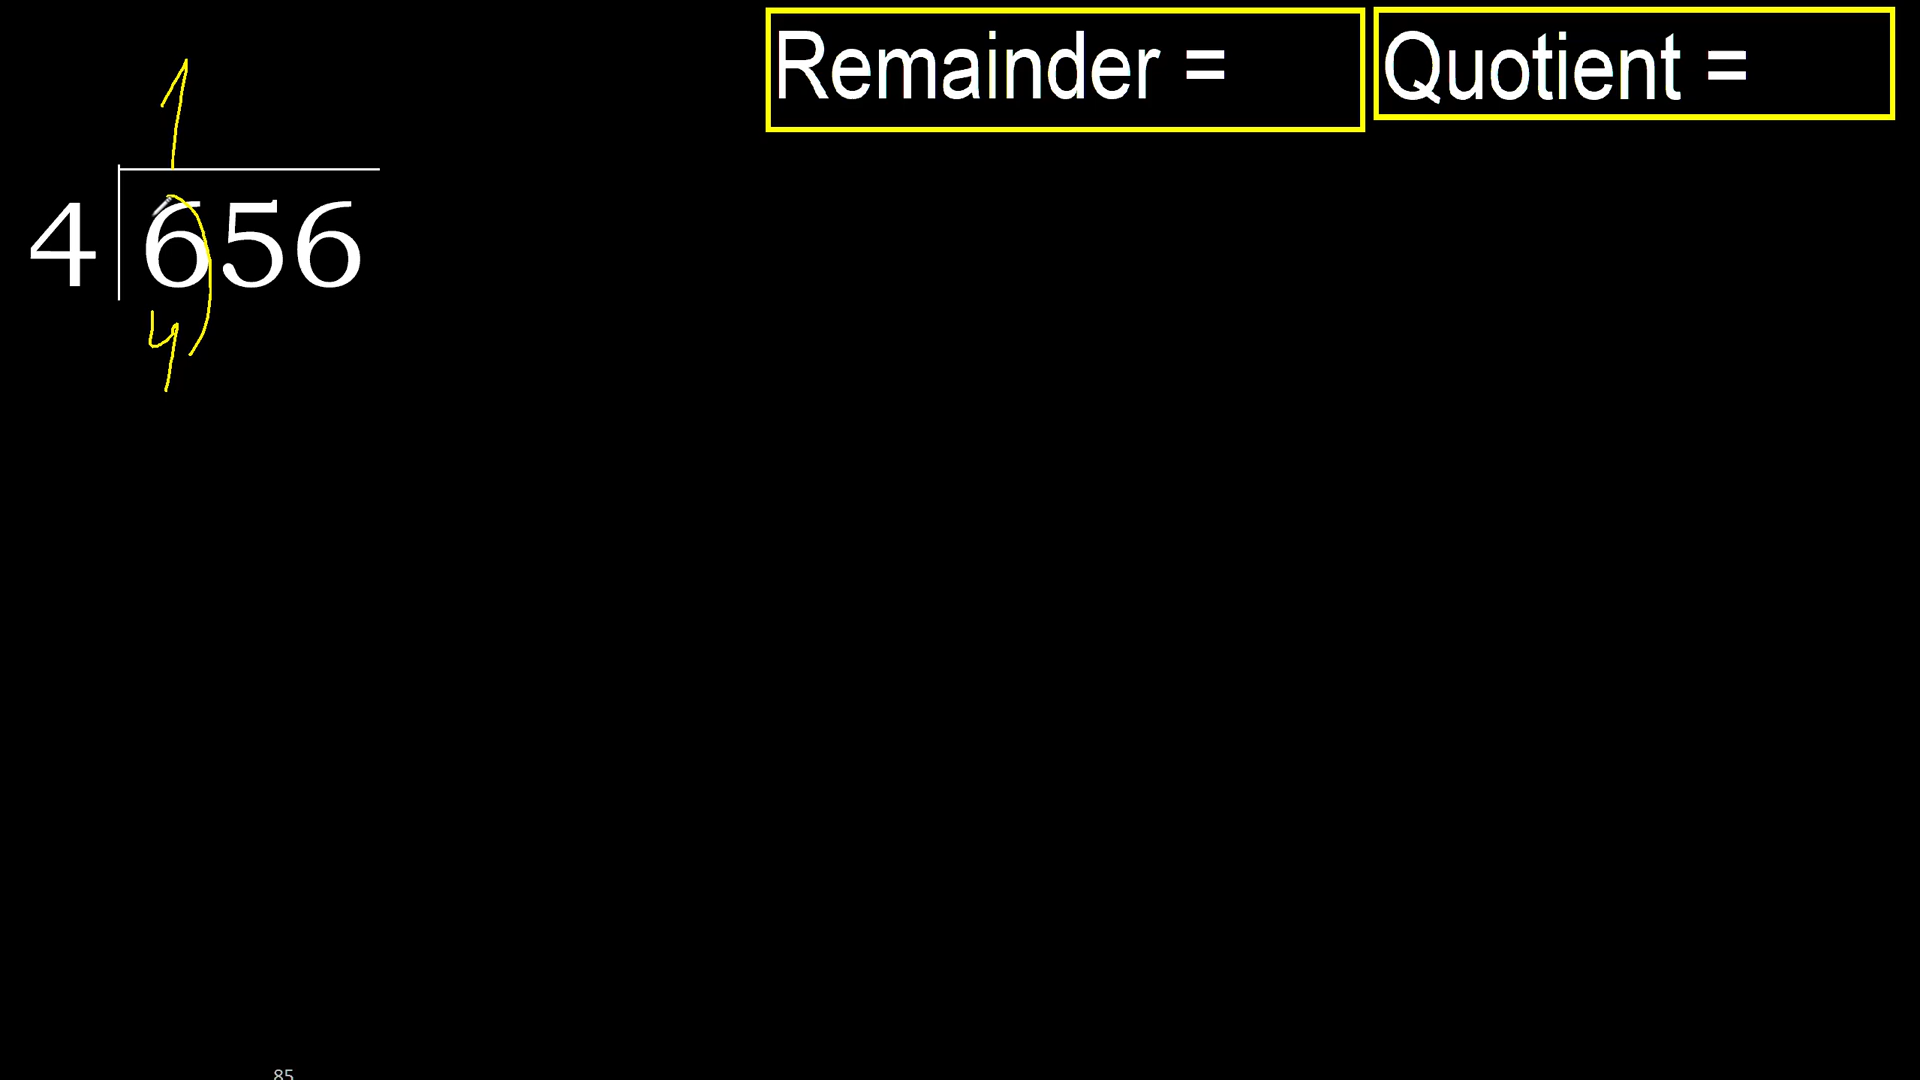 Remainder = Quotient =
1
4 656
4
85